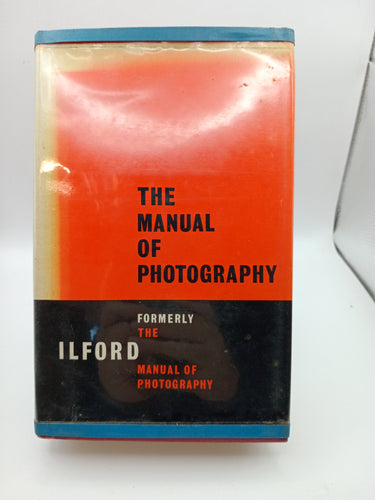 THE
MANUAL
OF
PHOTOGRAPHY
FORMERLY
THE
ILFORD
MANUAL OF
PHOTOGRAPHY